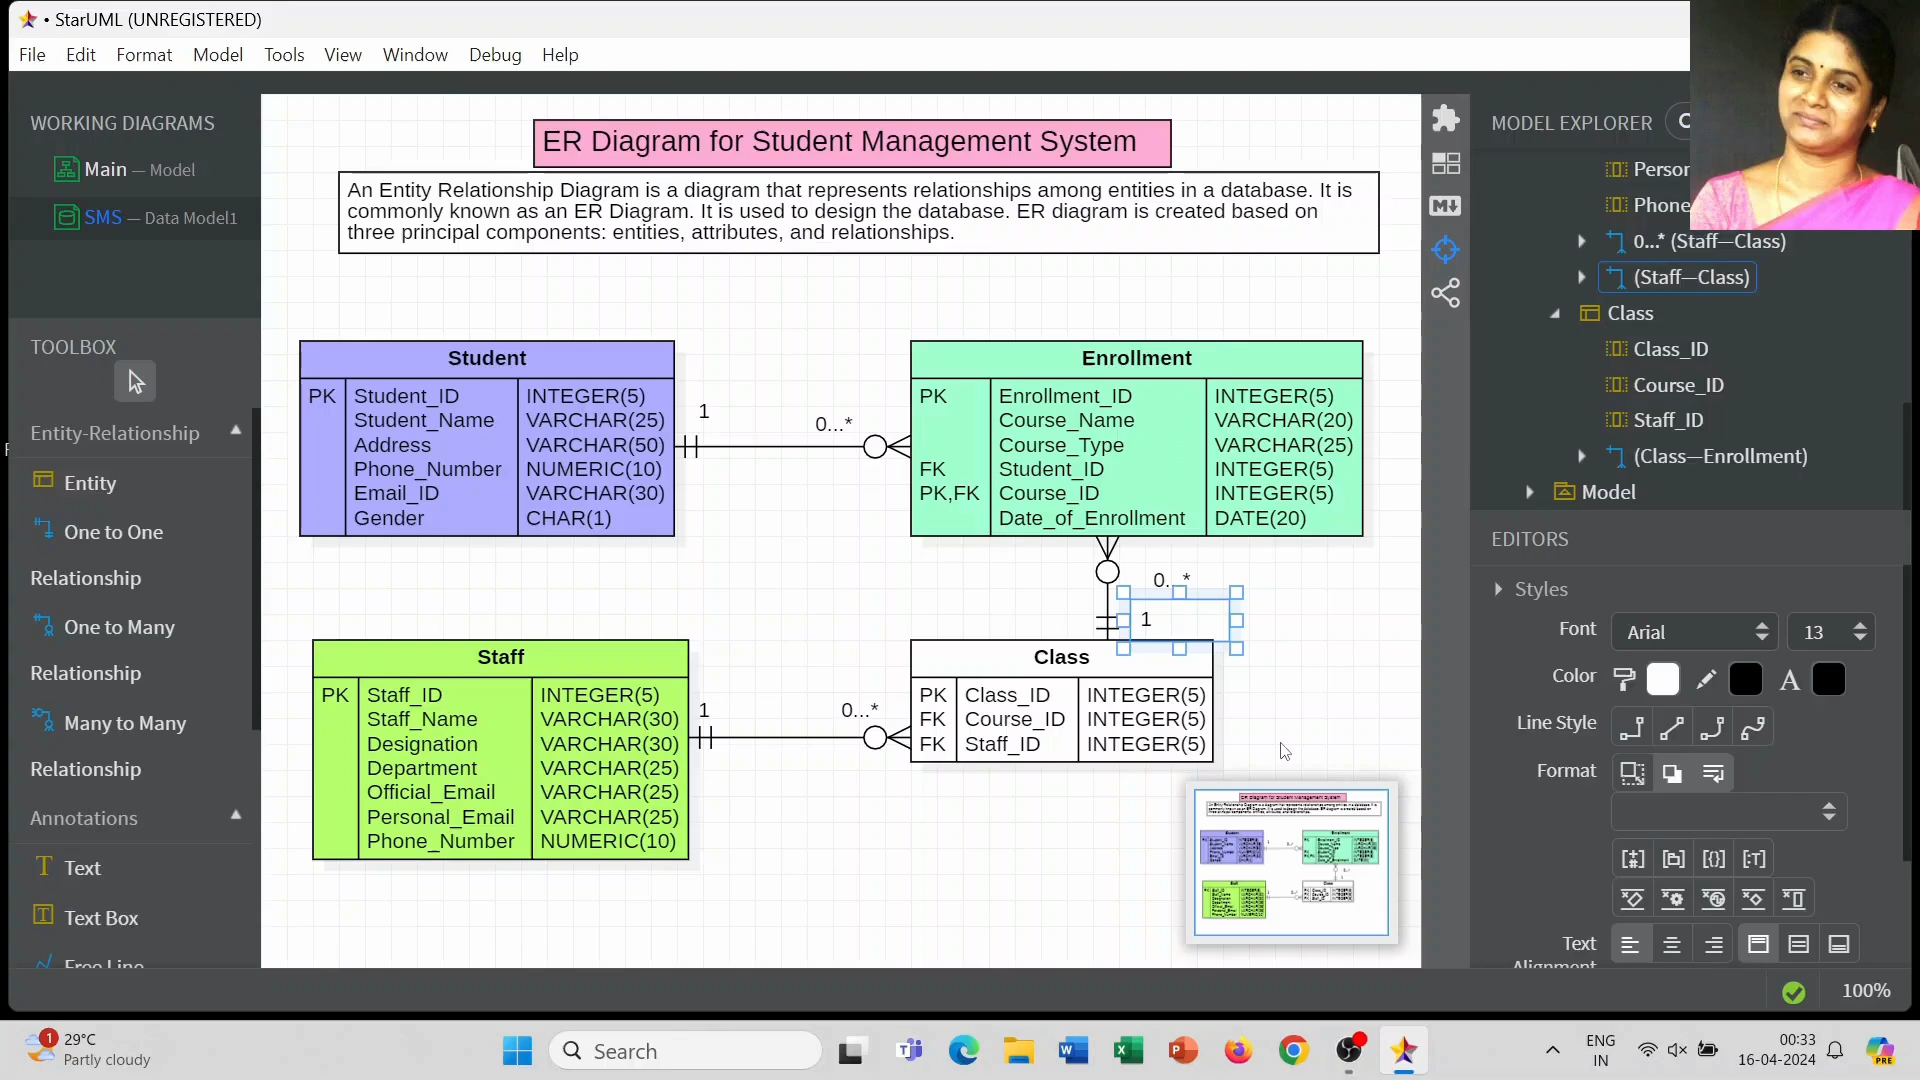 • StarUML (UNREGISTERED)
File Edit Format Model Tools View Window Debug Help
WORKING DIAGRAMS
Main — Model
SMS — Data Model1
TOOLBOX
Entity-Relationship
Entity
One to One
Relationship
One to Many
Relationship
Many to Many
Relationship
Annotations
Text
Text Box
Free Line
ER Diagram for Student Management System
An Entity Relationship Diagram is a diagram that represents relationships among entities in a database. It is
commonly known as an ER Diagram. It is used to design the database. ER diagram is created based on
three principal components: entities, attributes, and relationships.
Student
PK Student_ID INTEGER(5)
Student_Name VARCHAR(25)
Address VARCHAR(50)
Phone_Number NUMERIC(10)
Email_ID VARCHAR(30)
Gender CHAR(1)
1
0...*
Enrollment
PK Enrollment_ID INTEGER(5)
Course_Name VARCHAR(20)
Course_Type VARCHAR(25)
FK Student_ID INTEGER(5)
PK,FK Course_ID INTEGER(5)
Date_of_Enrollment DATE(20)
0...*
1
Staff
PK Staff_ID INTEGER(5)
Staff_Name VARCHAR(30)
Designation VARCHAR(30)
Department VARCHAR(25)
Official_Email VARCHAR(25)
Personal_Email VARCHAR(25)
Phone_Number NUMERIC(10)
1
0...*
Class
PK Class_ID INTEGER(5)
FK Course_ID INTEGER(5)
FK Staff_ID INTEGER(5)
MODEL EXPLORER
Person
Phone
0...* (Staff—Class)
(Staff—Class)
Class
Class_ID
Course_ID
Staff_ID
(Class—Enrollment)
Model
EDITORS
Styles
Font Arial 13
Color
Line Style
Format
Text
Alignment
100%
1
29°C
Partly cloudy
Search
ENG
IN
00:33
16-04-2024
PRE